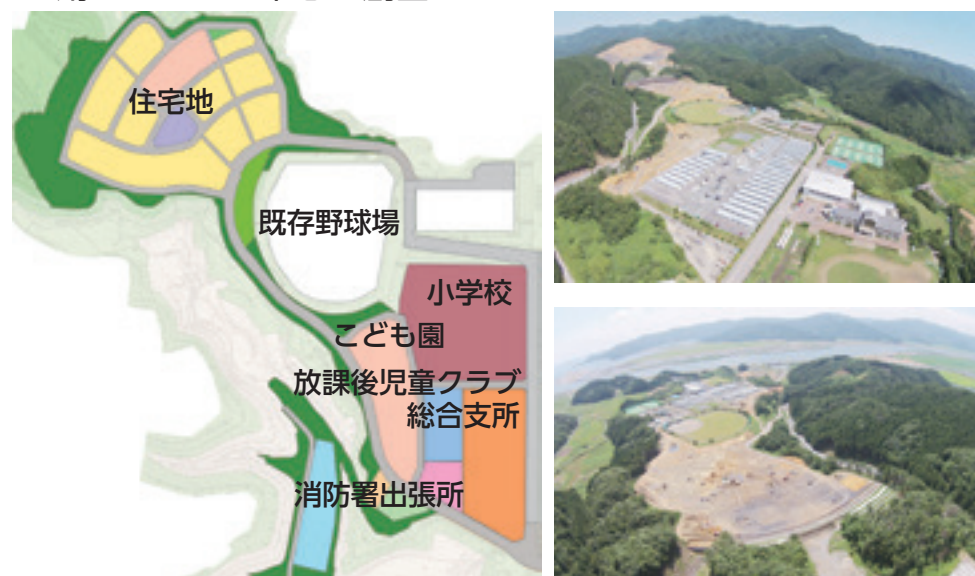 住宅地
既存野球場
小学校
こども園
放課後児童クラブ
総合支所
消防署出張所